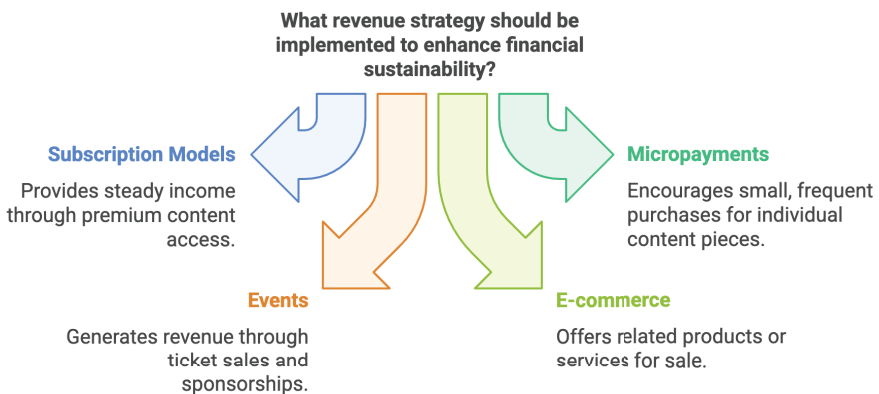 What revenue strategy should be
implemented to enhance financial
sustainability?
Subscription Models
Provides steady income
through premium content
access.
Micropayments
Encourages small, frequent
purchases for individual
content pieces.
Events
Generates revenue through
ticket sales and
sponsorships.
E-commerce
Offers related products or
services for sale.